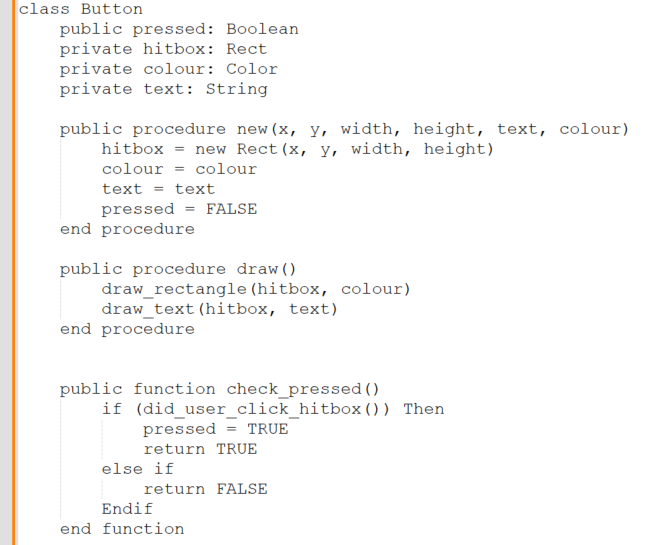 class Button
    public pressed: Boolean
    private hitbox: Rect
    private colour: Color
    private text: String

    public procedure new(x, y, width, height, text, colour)
        hitbox = new Rect(x, y, width, height)
        colour = colour
        text = text
        pressed = FALSE
    end procedure

    public procedure draw()
        draw_rectangle(hitbox, colour)
        draw_text(hitbox, text)
    end procedure


    public function check_pressed()
        if (did_user_click_hitbox()) Then
            pressed = TRUE
            return TRUE
        else if
            return FALSE
        Endif
    end function